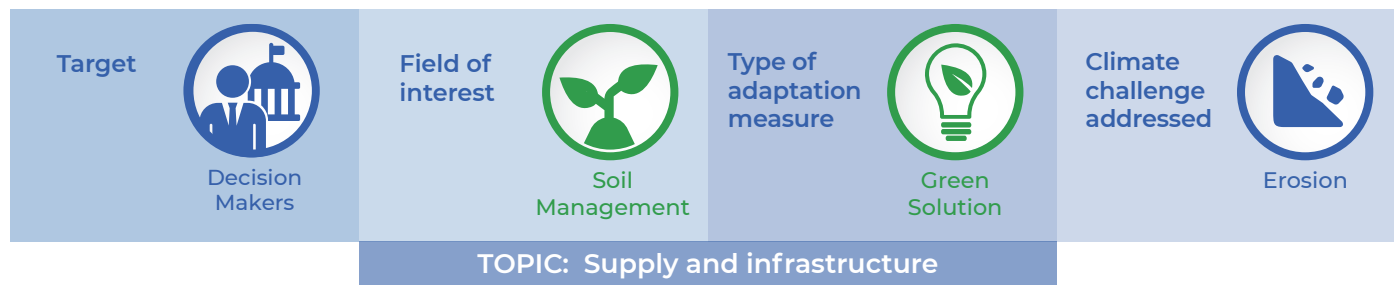 Target
Decision
Makers
Field of
interest
Soil
Management
Type of
adaptation
measure
Green
Solution
Climate
challenge
addressed
Erosion
TOPIC: Supply and infrastructure